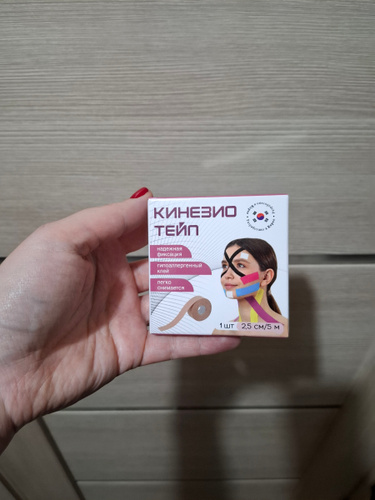 КИНЕЗИО
ТЕЙП
надежная
фиксация
гипоаллергенный
клей
легко
снимается
1 шт
2,5 см/5 м